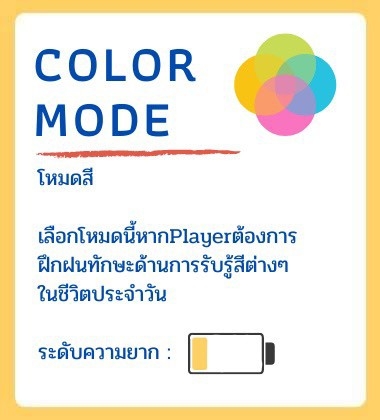 COLOR
MODE
โหมดสี
เลือกโหมดนี้หากPlayerต้องการ
ฝึกฝนทักษะด้านการรับรู้สีต่างๆ
ในชีวิตประจำวัน
ระดับความยาก :